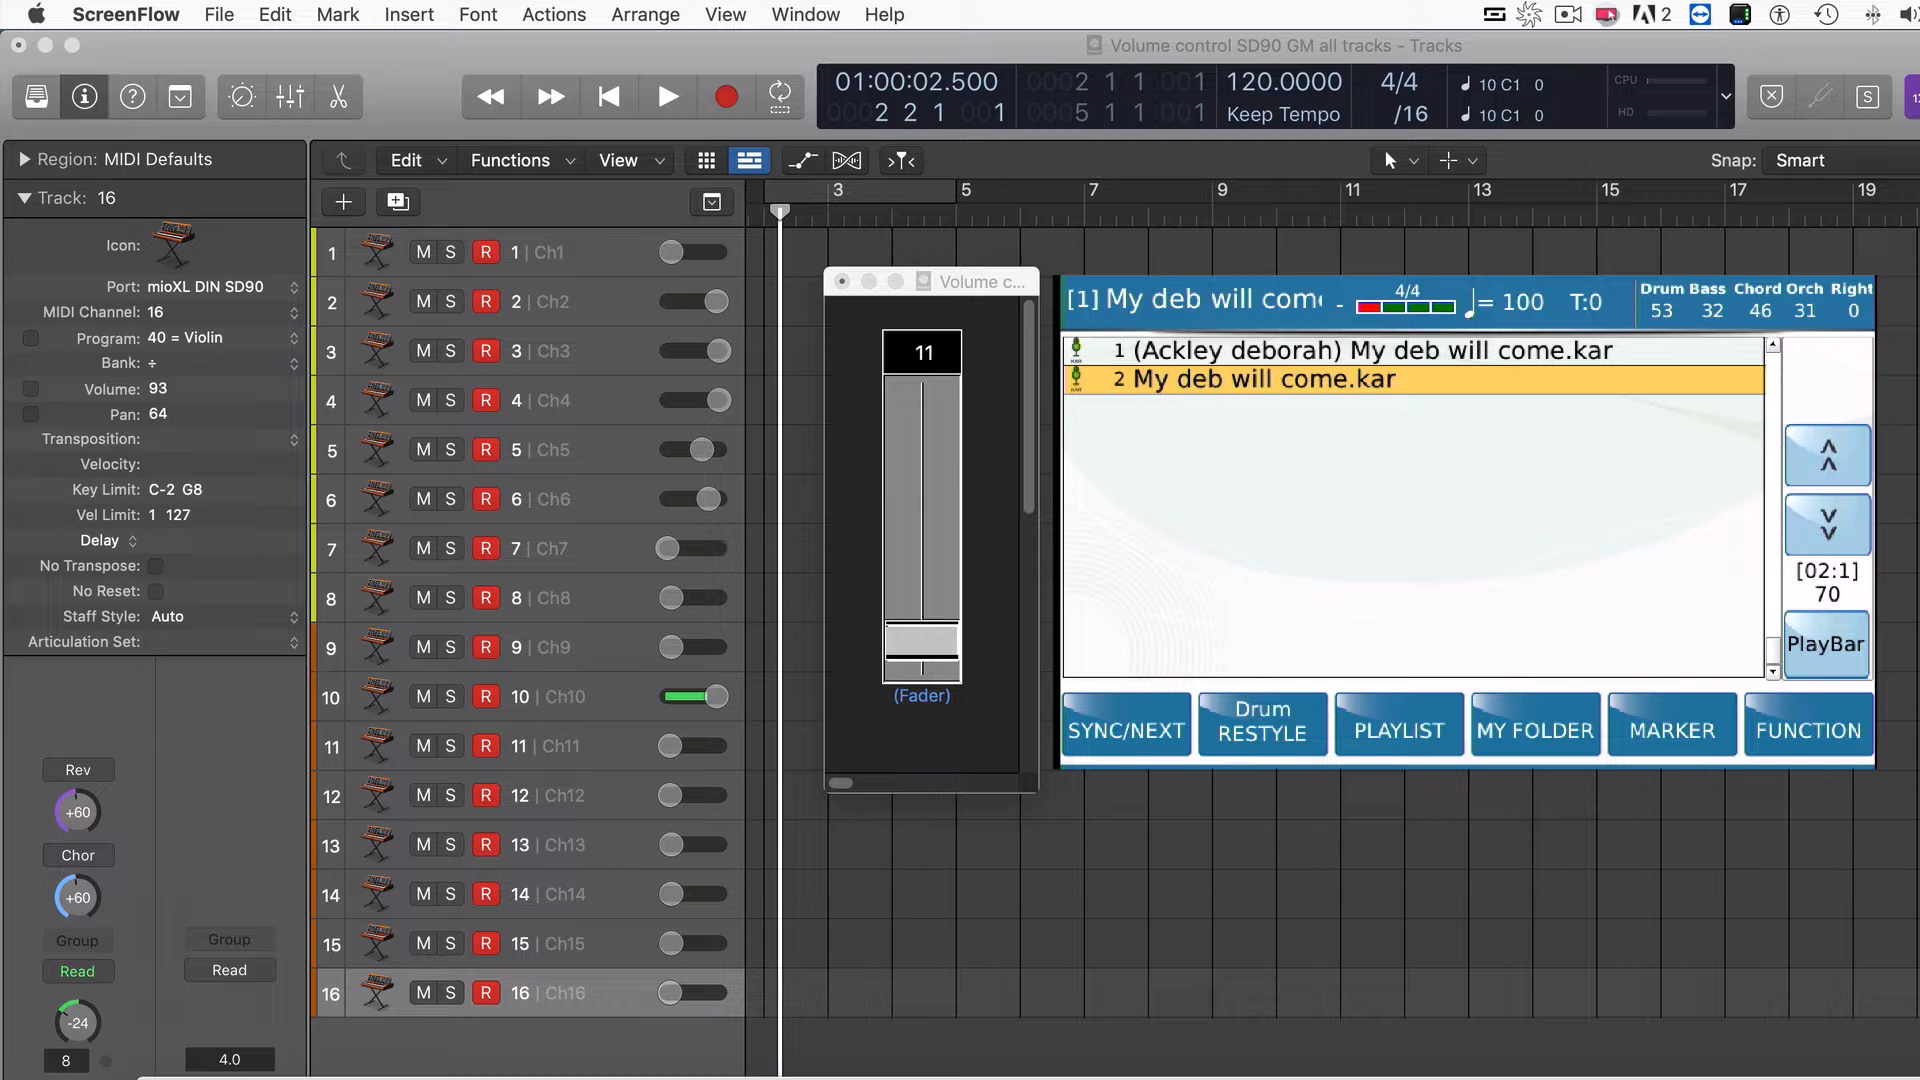 ScreenFlow File Edit Mark Insert Font Actions Arrange View Window Help 2
Volume control SD90 GM all tracks - Tracks
01:00:02.500 0002 1 1 001 120.0000 4/4 10 C1 0 CPU
0002 2 1 001 0005 1 1 001 Keep Tempo /16 10 C1 0 HD
S 12
Region: MIDI Defaults Edit Functions View Snap: Smart
Track: 16
3 5 7 9 11 13 15 17 19
Icon:
Port: mioXL DIN SD90
MIDI Channel: 16
Program: 40 = Violin
Bank: ÷
Volume: 93
Pan: 64
Transposition:
Velocity:
Key Limit: C-2 G8
Vel Limit: 1 127
Delay
No Transpose:
No Reset:
Staff Style: Auto
Articulation Set:
Rev
+60
Chor
+60
Group Group
Read Read
-24
8 4.0
1 M S R 1 | Ch1
2 M S R 2 | Ch2
3 M S R 3 | Ch3
4 M S R 4 | Ch4
5 M S R 5 | Ch5
6 M S R 6 | Ch6
7 M S R 7 | Ch7
8 M S R 8 | Ch8
9 M S R 9 | Ch9
10 M S R 10 | Ch10
11 M S R 11 | Ch11
12 M S R 12 | Ch12
13 M S R 13 | Ch13
14 M S R 14 | Ch14
15 M S R 15 | Ch15
16 M S R 16 | Ch16
Volume c...
11
(Fader)
[1] My deb will com - 4/4 = 100 T:0
Drum Bass Chord Orch Right
53 32 46 31 0
KAR 1 (Ackley deborah) My deb will come.kar
KAR 2 My deb will come.kar
[02:1]
70
PlayBar
SYNC/NEXT
Drum
RESTYLE
PLAYLIST
MY FOLDER
MARKER
FUNCTION